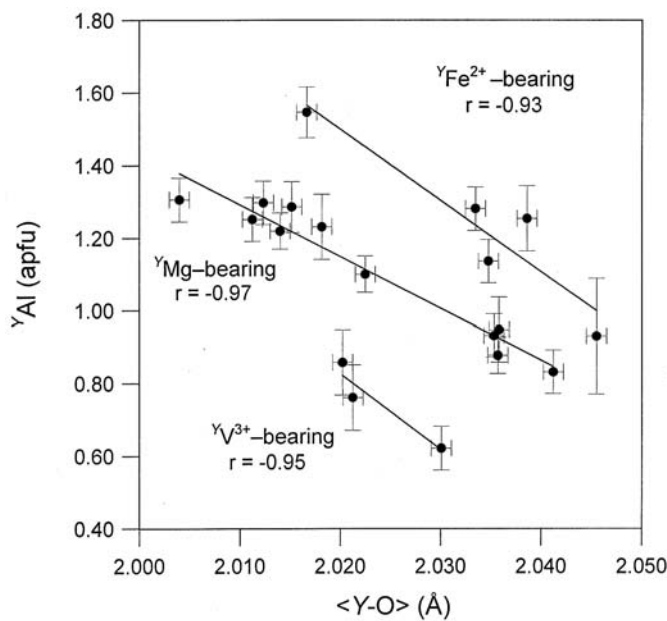 1.80
1.60
1.40
1.20
1.00
0.80
0.60
0.40
ʸAl (apfu)
ʸFe²⁺ –bearing
r = -0.93
ʸMg–bearing
r = -0.97
ʸV³⁺–bearing
r = -0.95
2.000 2.010 2.020 2.030 2.040 2.050
<Y-O> (Å)